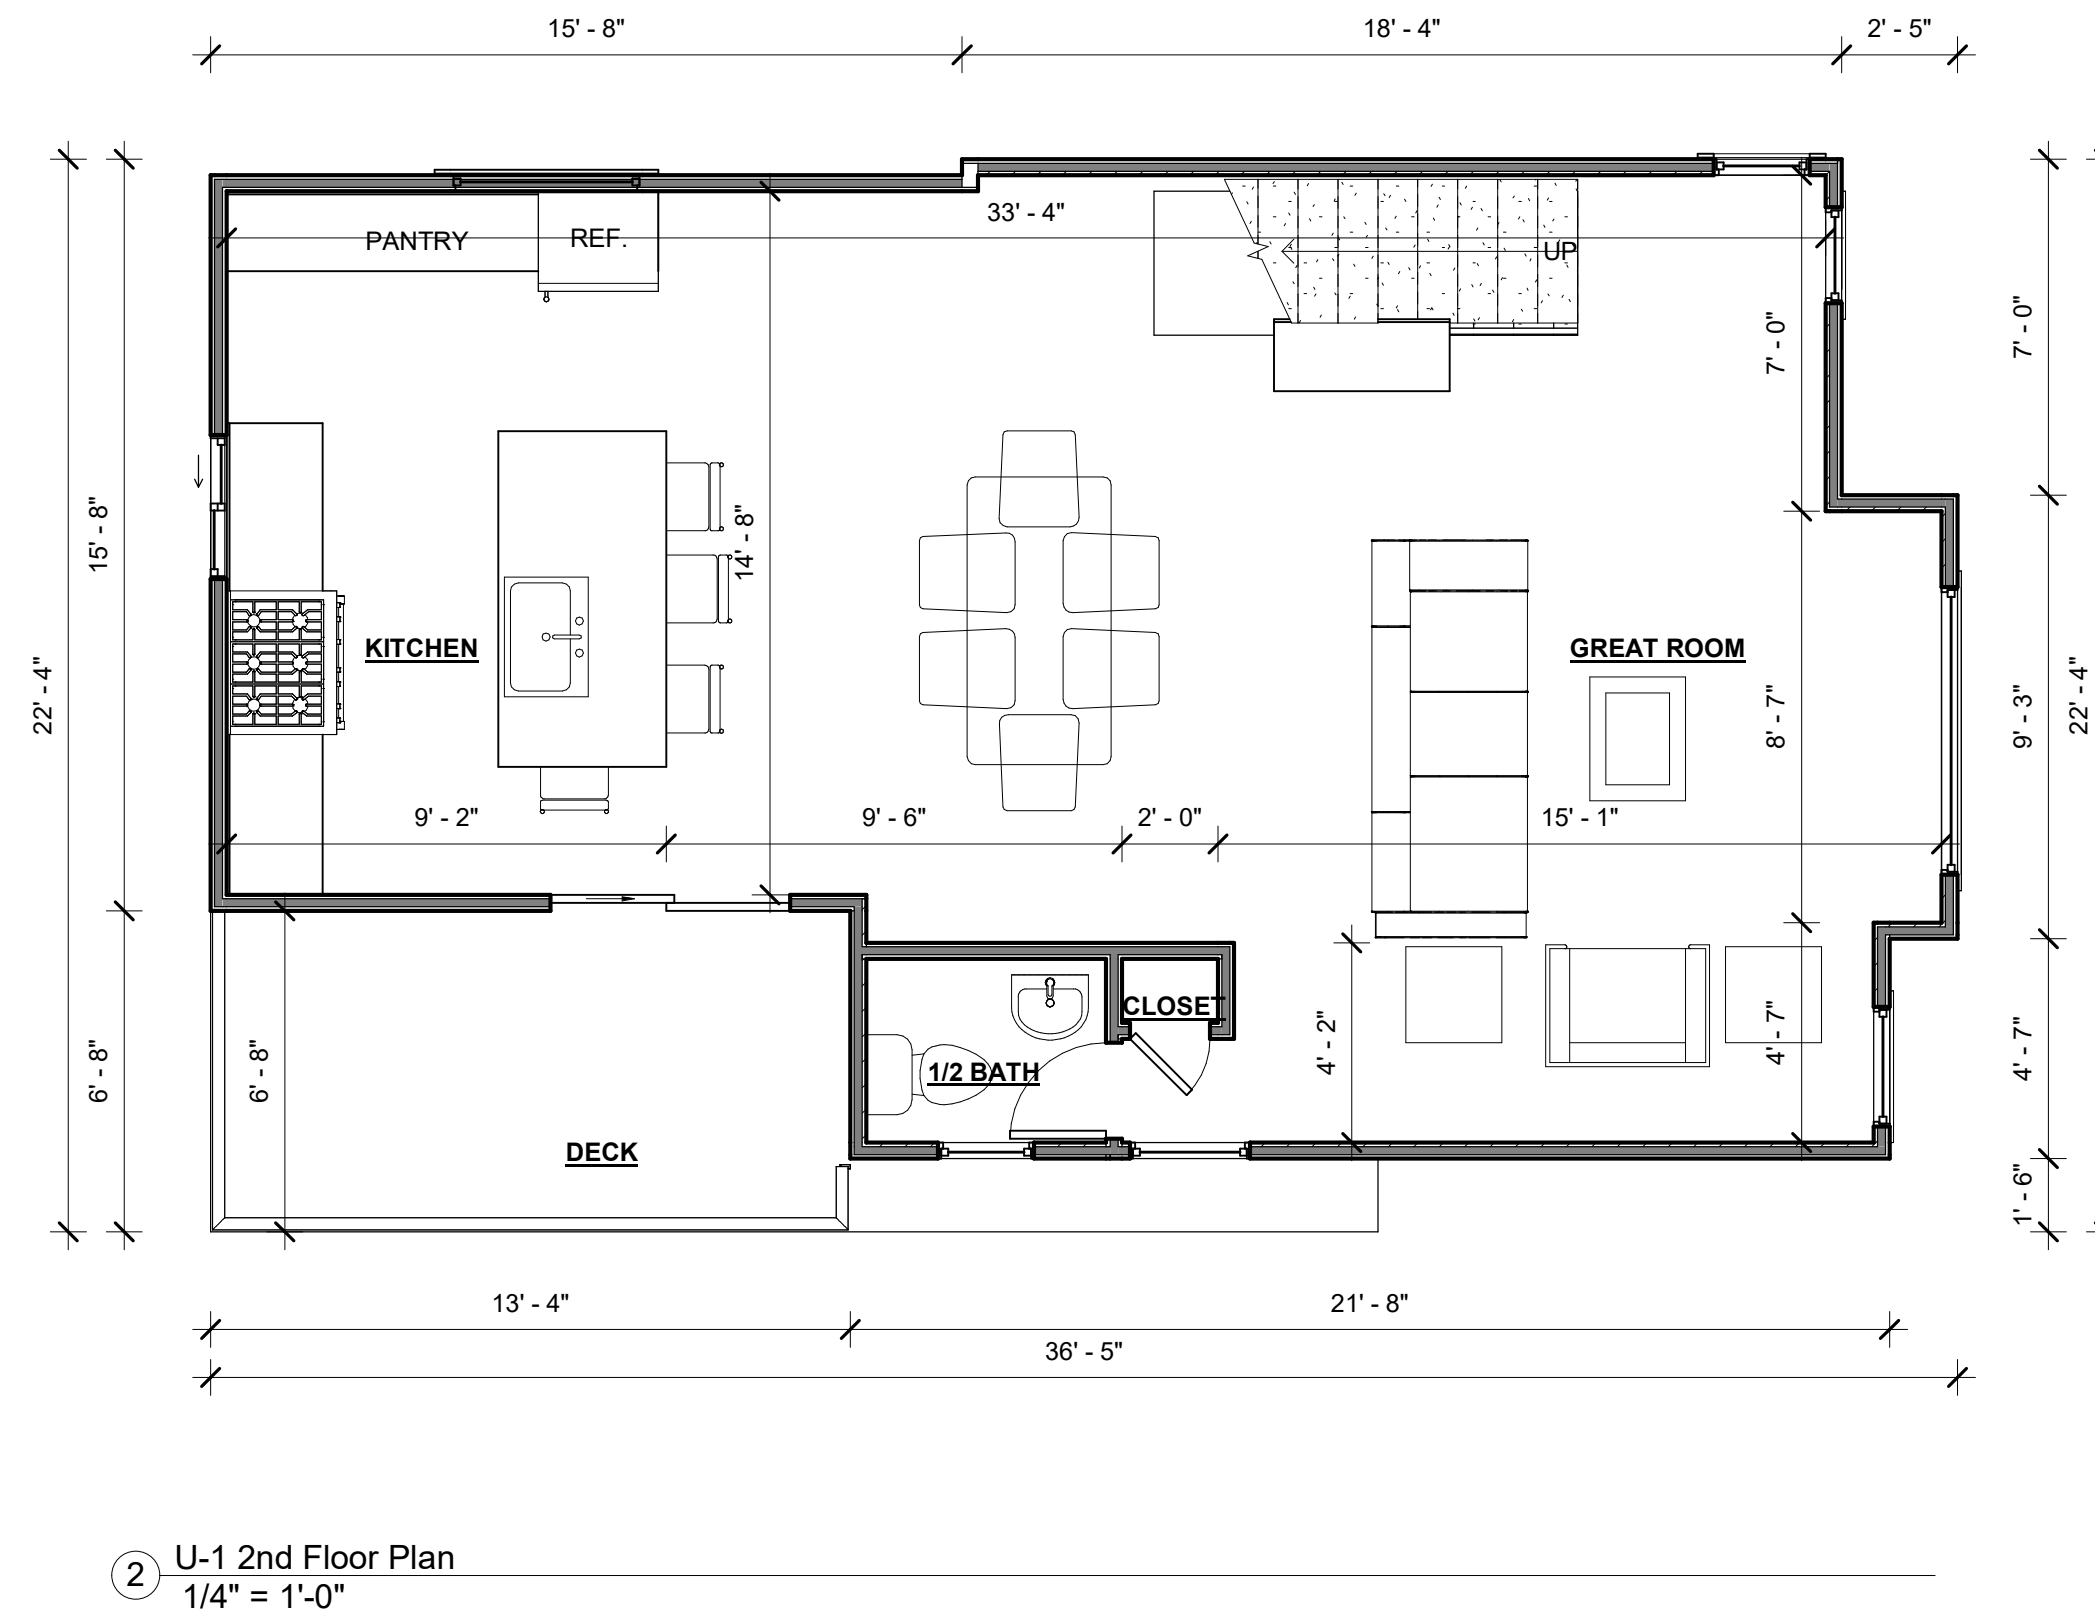 15' - 8"
18' - 4"
2' - 5"
33' - 4"
PANTRY
REF.
UP
7' - 0"
7' - 0"
15' - 8"
14' - 8"
KITCHEN
GREAT ROOM
22' - 4"
8' - 7"
9' - 3"
22' - 4"
9' - 2"
9' - 6"
2' - 0"
15' - 1"
CLOSET
4' - 2"
4' - 7"
4' - 7"
6' - 8"
6' - 8"
1/2 BATH
DECK
1' - 6"
13' - 4"
21' - 8"
36' - 5"
2
U-1 2nd Floor Plan
1/4" = 1'-0"